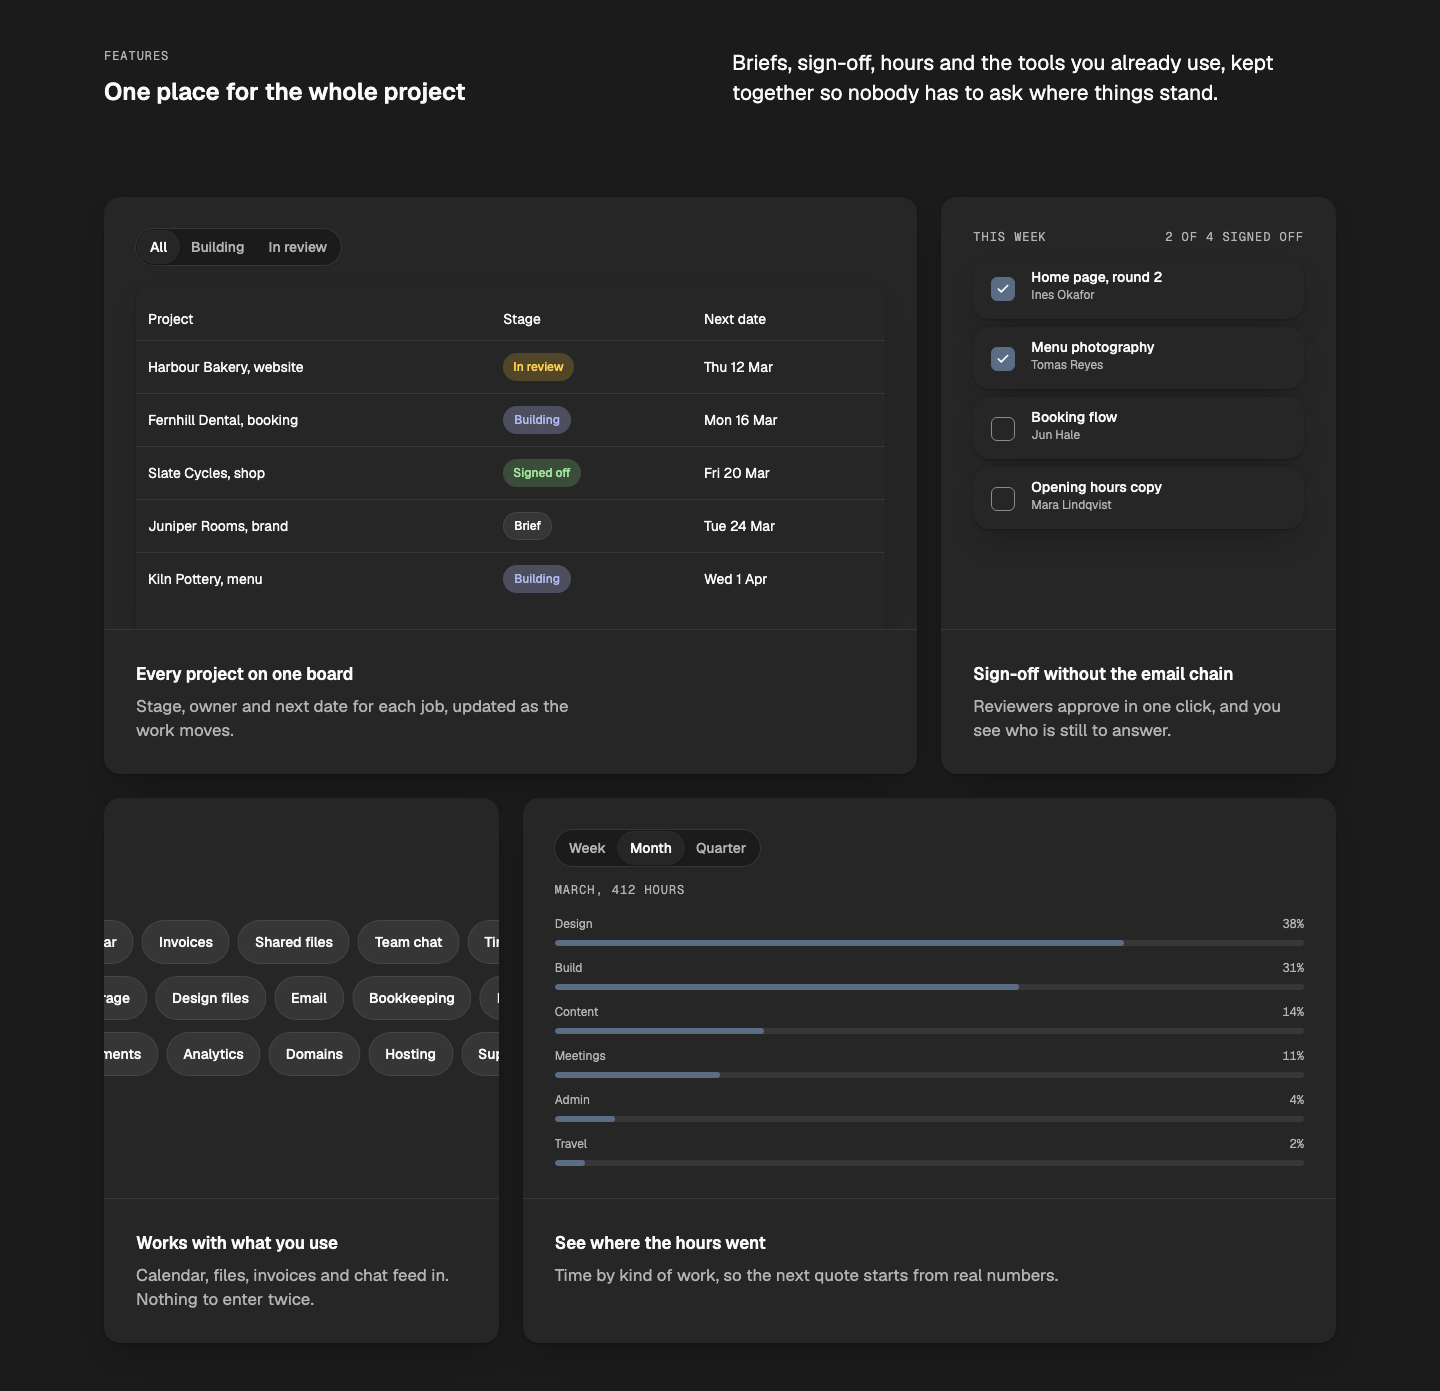 FEATURES
One place for the whole project
Briefs, sign-off, hours and the tools you already use, kept
together so nobody has to ask where things stand.
All Building In review
Project Stage Next date
Harbour Bakery, website In review Thu 12 Mar
Fernhill Dental, booking Building Mon 16 Mar
Slate Cycles, shop Signed off Fri 20 Mar
Juniper Rooms, brand Brief Tue 24 Mar
Kiln Pottery, menu Building Wed 1 Apr
Every project on one board
Stage, owner and next date for each job, updated as the
work moves.
THIS WEEK 2 OF 4 SIGNED OFF
Home page, round 2
Ines Okafor
Menu photography
Tomas Reyes
Booking flow
Jun Hale
Opening hours copy
Mara Lindqvist
Sign-off without the email chain
Reviewers approve in one click, and you
see who is still to answer.
Invoices Shared files Team chat
Design files Email Bookkeeping
Analytics Domains Hosting
Works with what you use
Calendar, files, invoices and chat feed in.
Nothing to enter twice.
Week Month Quarter
MARCH, 412 HOURS
Design 38%
Build 31%
Content 14%
Meetings 11%
Admin 4%
Travel 2%
See where the hours went
Time by kind of work, so the next quote starts from real numbers.